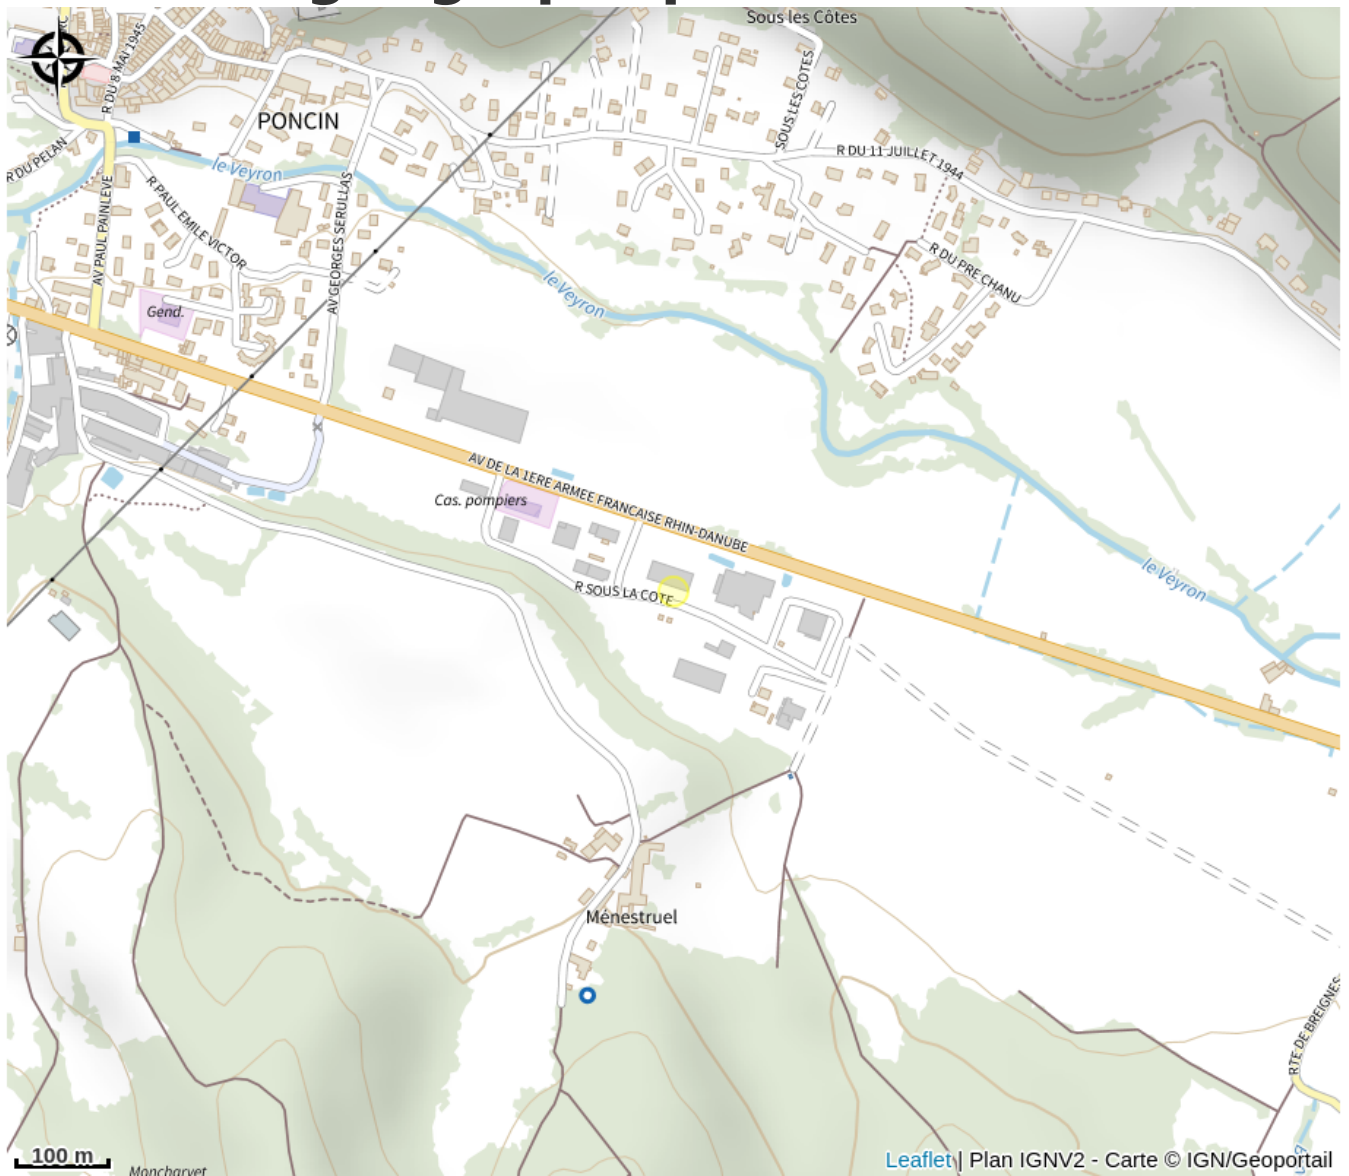 Sous les Côtes
R DU 8 MAI 1945
SOUS LES COTES
PONCIN
R DU 11 JUILLET 1944
R DU PELAN
le Veyron
R PAUL EMILE VICTOR
AV PAUL PAINLEVE
AV GEORGES SERULLAS
R DU PRE CHANU
le Veyron
Gend.
AV DE LA 1ERE ARMEE FRANCAISE RHIN-DANUBE
Cas. pompiers
le Veyron
R SOUS LA COTE
Ménestruel
RTE DE BREIGNES
100 m
Moncharvet
Leaflet | Plan IGNV2 - Carte © IGN/Geoportail